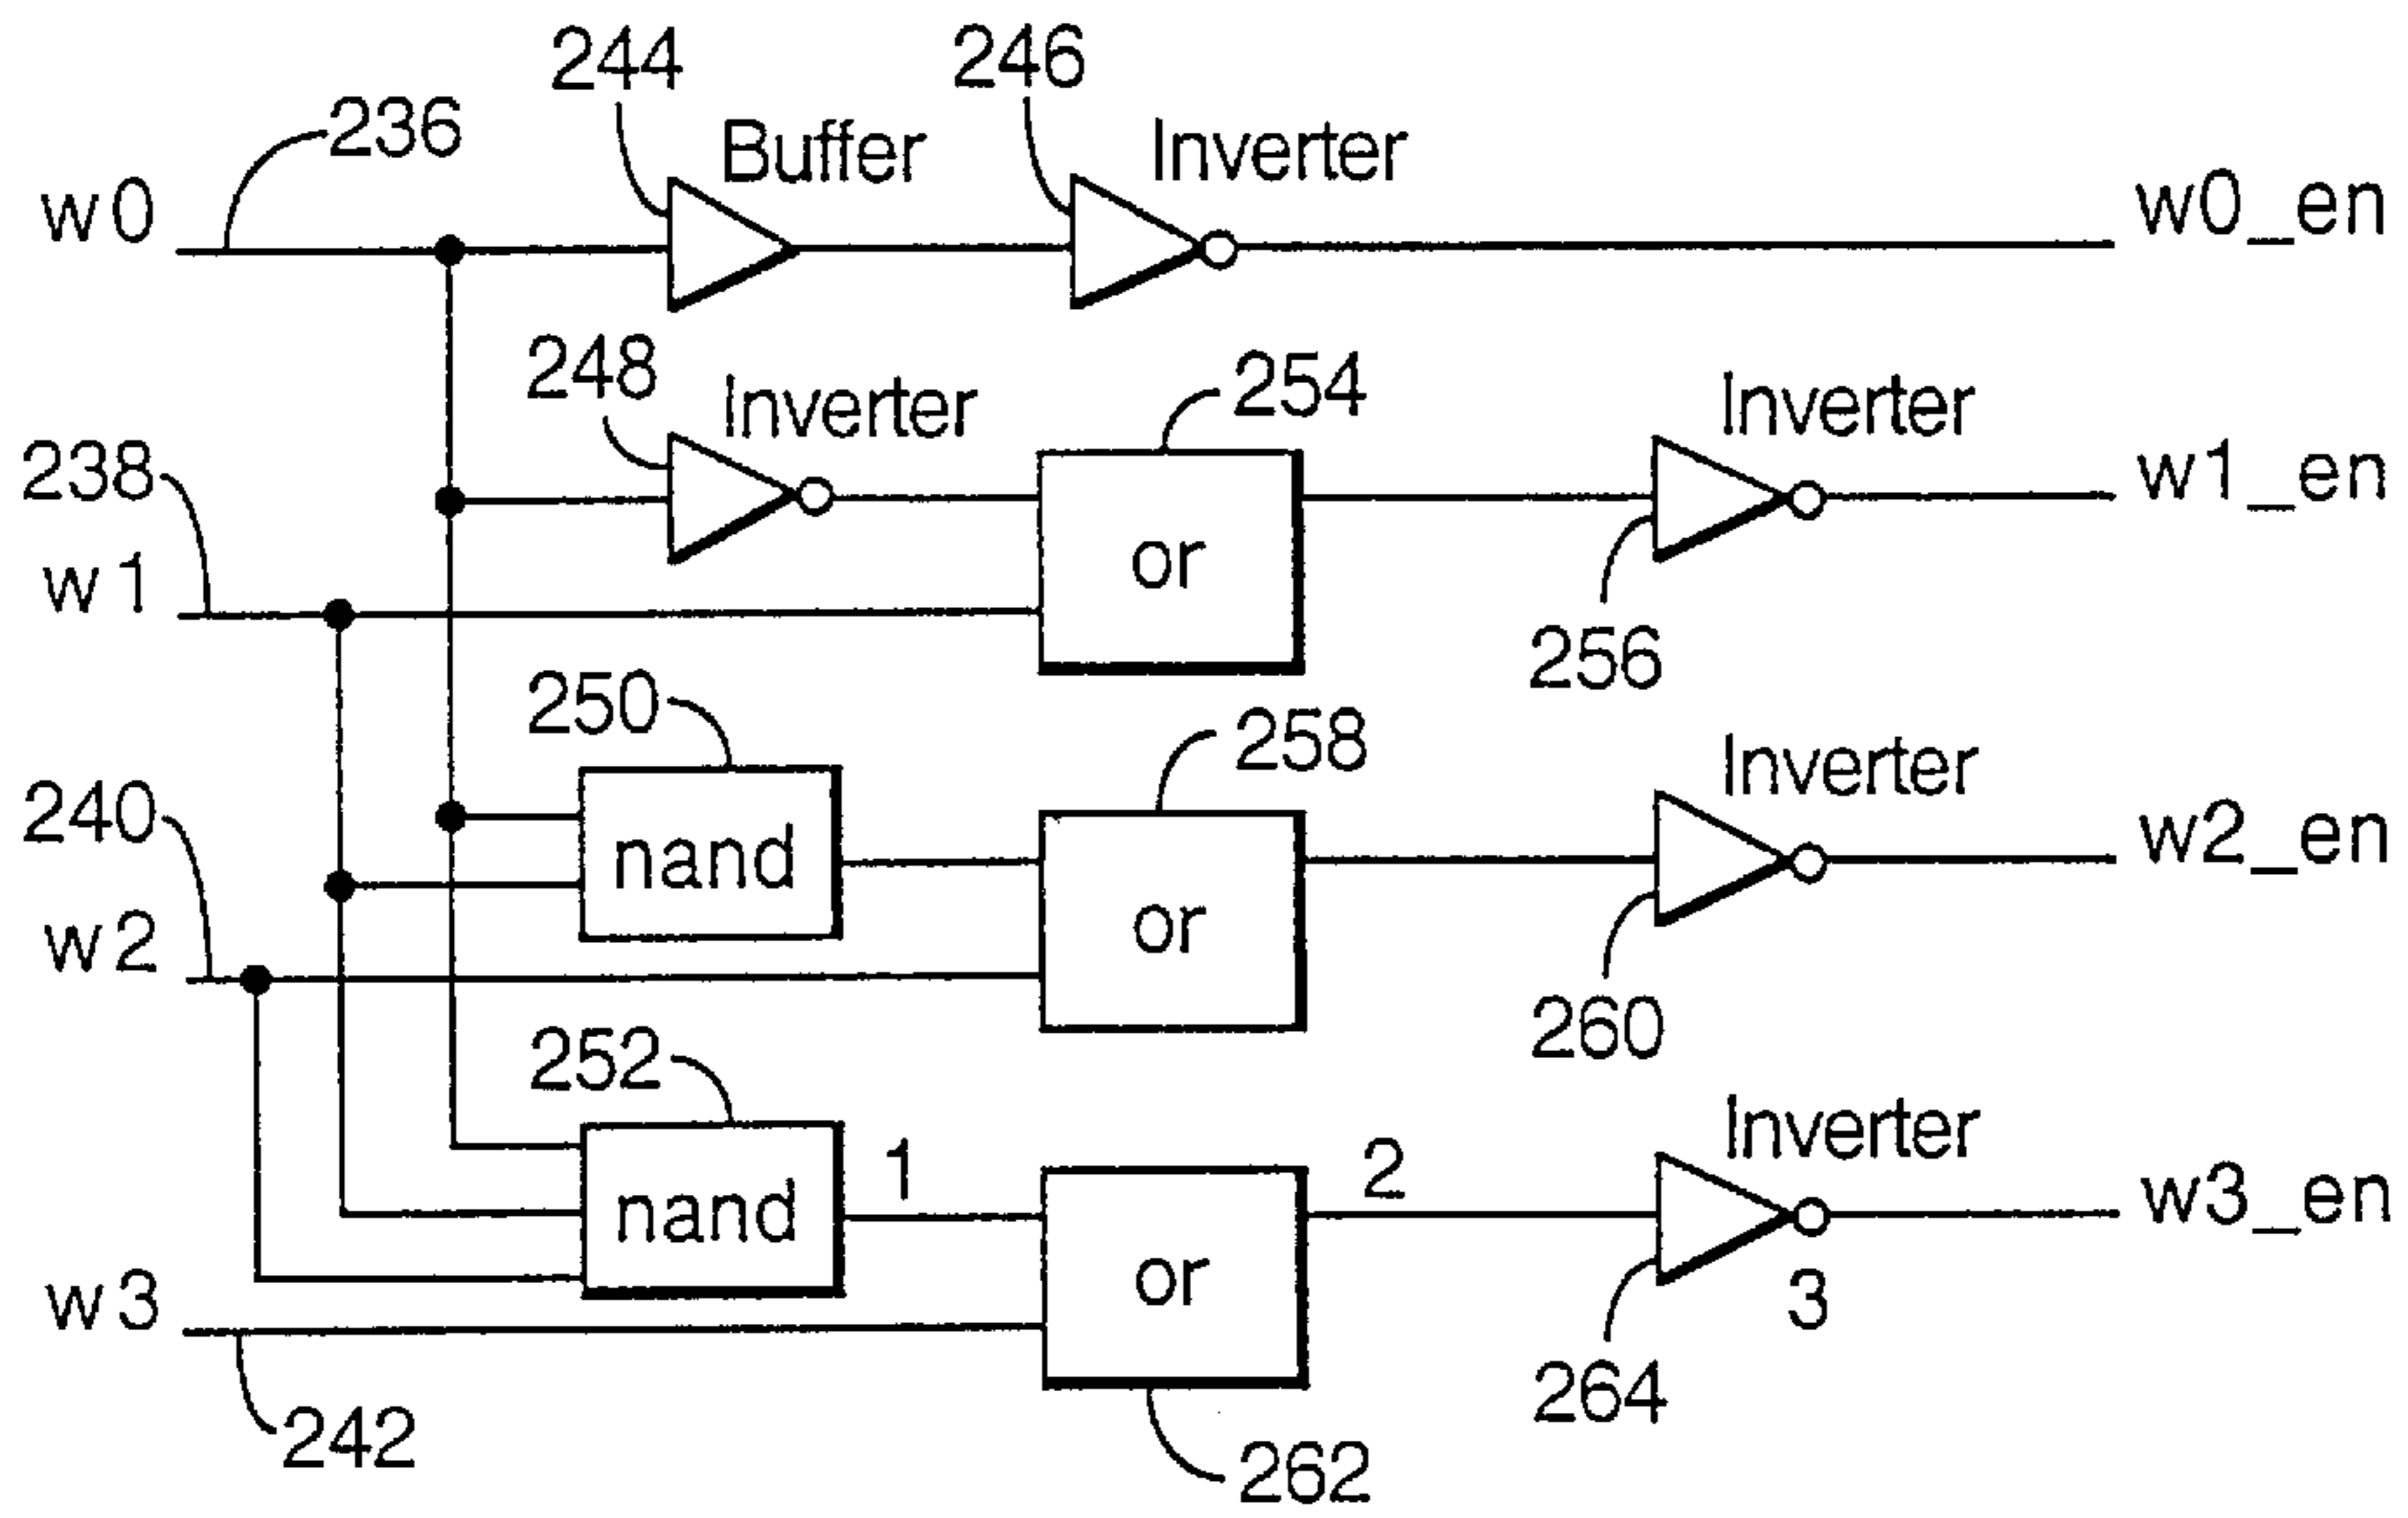 244
246
236
Buffer
Inverter
w0
w0_en
248
Inverter
254
Inverter
238
w1_en
or
w1
256
250
258
Inverter
240
w2_en
nand
or
w2
260
252
Inverter
1
2
w3_en
nand
or
w3
3
264
242
262